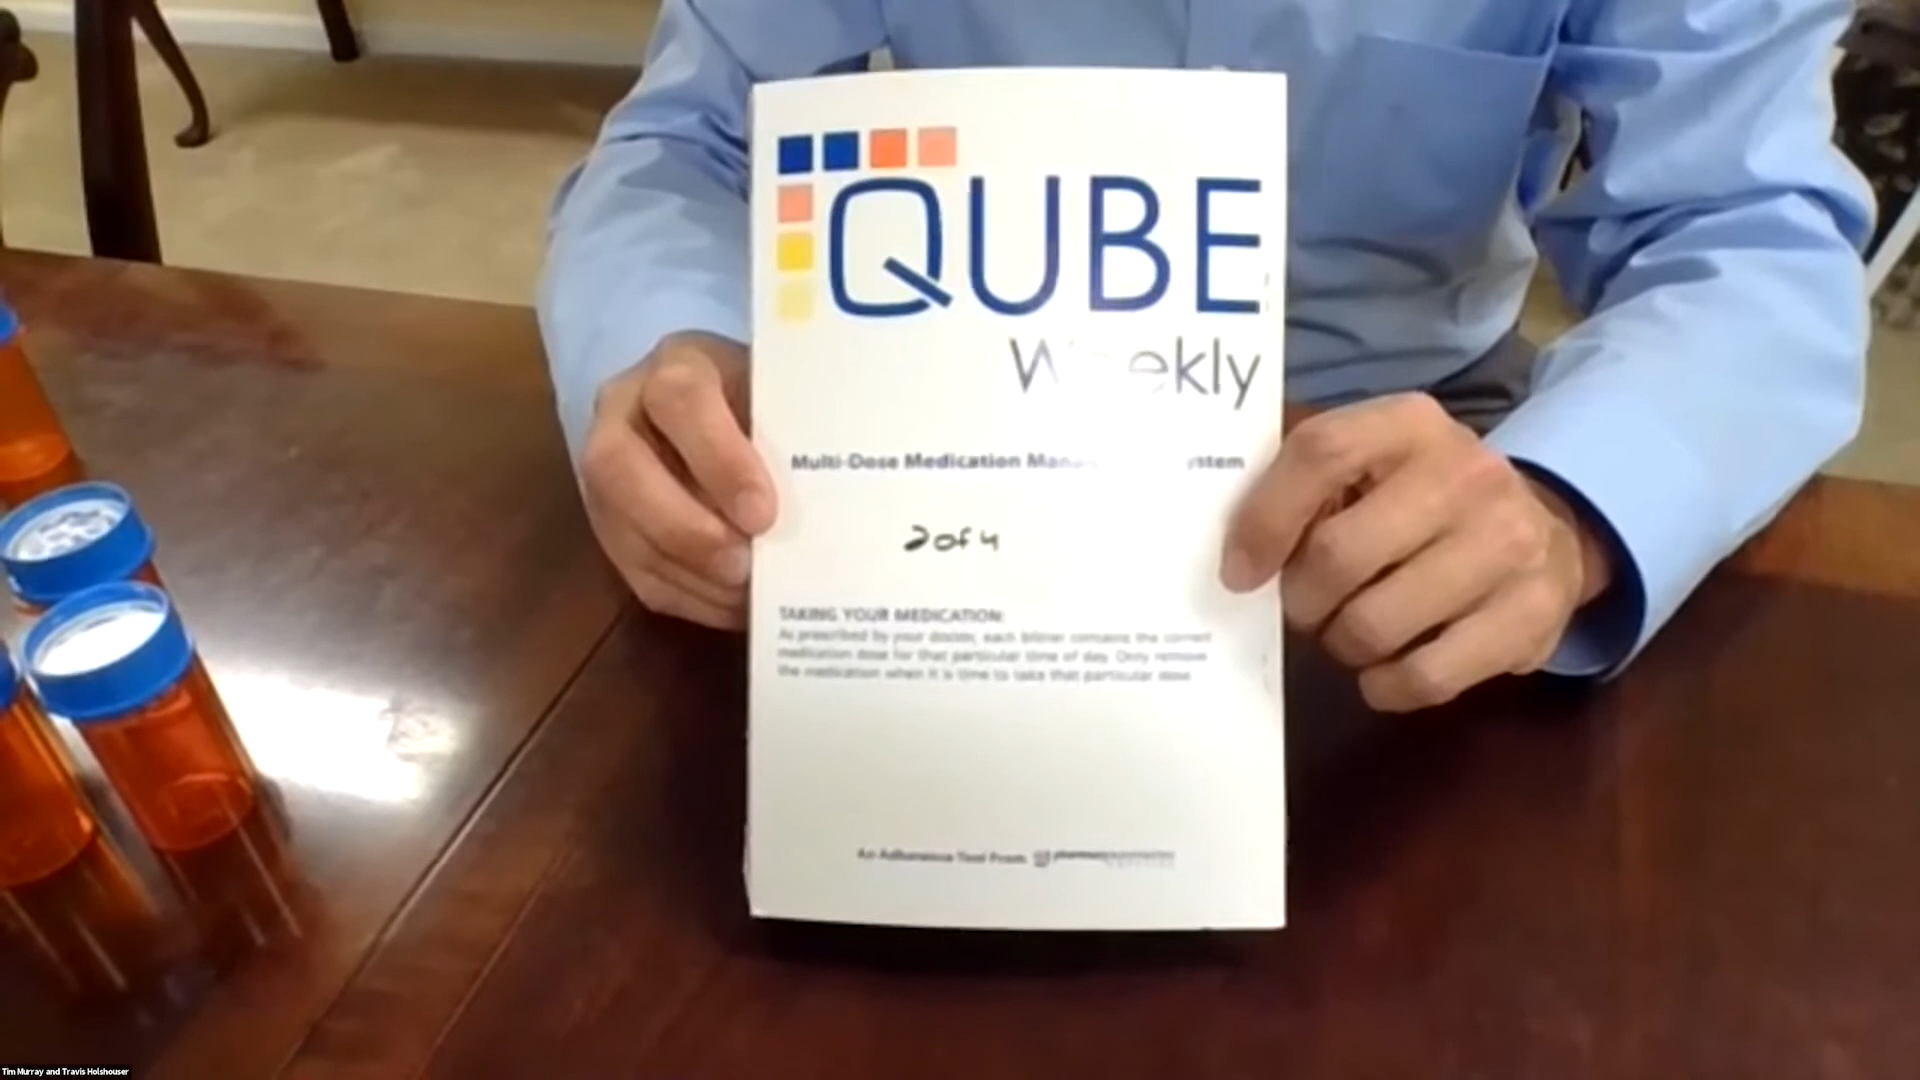 QUBE
Weekly
Multi-Dose Medication System
2 of 4
TAKING YOUR MEDICATION:
As prescribed by your doctor, each blister contains the correct
medication dose for that particular time of day. Only remove
the medication when it is time to take that particular dose.
An Adherence Tool From
Tim Murray and Travis Holshouser